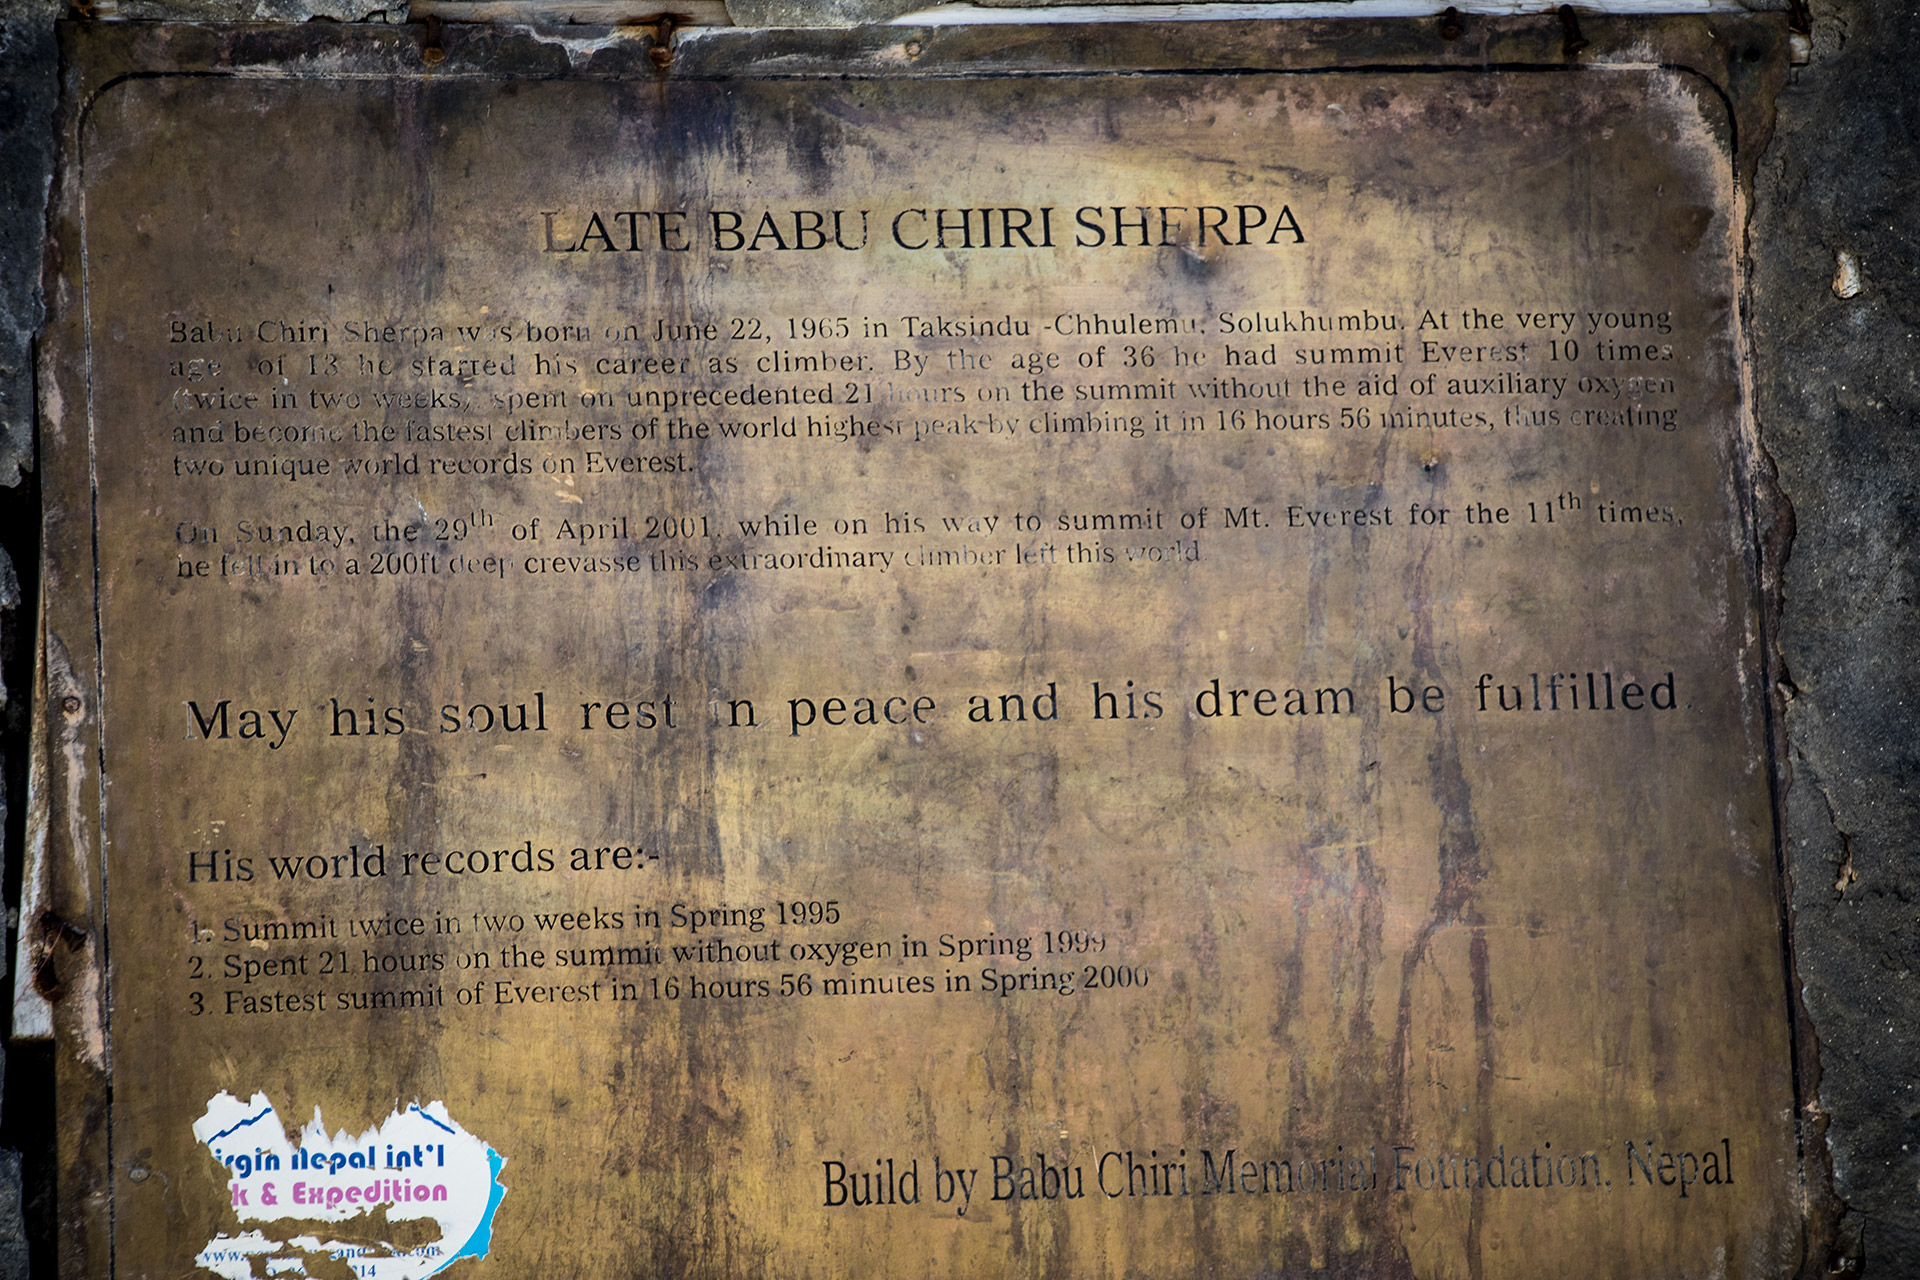 LATE BABU CHIRI SHERPA
Babu Chiri Sherpa was born on June 22, 1965 in Taksindu -Chhulemu, Solukhumbu. At the very young
age of 13 he started his career as climber. By the age of 36 he had summit Everest 10 times
(twice in two weeks), spent on unprecedented 21 hours on the summit without the aid of auxiliary oxygen
and become the fastest climbers of the world highest peak by climbing it in 16 hours 56 minutes, thus creating
two unique world records on Everest.
On Sunday, the 29th of April 2001, while on his way to summit of Mt. Everest for the 11th times,
he fell in to a 200ft deep crevasse this extraordinary climber left this world.
May his soul rest in peace and his dream be fulfilled.
His world records are:-
1. Summit twice in two weeks in Spring 1995
2. Spent 21 hours on the summit without oxygen in Spring 1999
3. Fastest summit of Everest in 16 hours 56 minutes in Spring 2000
Build by Babu Chiri Memorial Foundation, Nepal
irgin Nepal int'l
k & Expedition